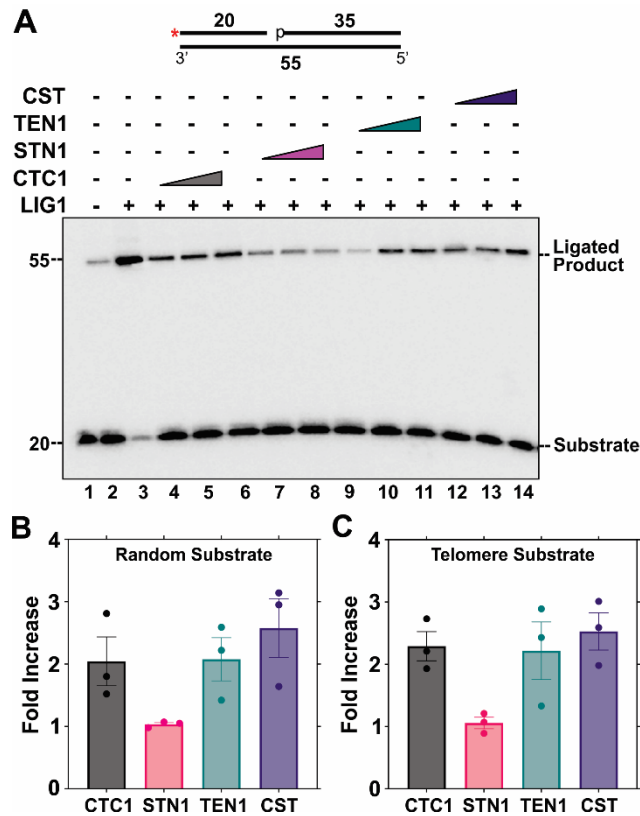 A
* 20 p 35
3' 55 5'
CST - - - - - - - - - - -
TEN1 - - - - - - - - - - -
STN1 - - - - - - - - - - -
CTC1 - - - - - - - - - - -
LIG1 - + + + + + + + + + + + + +
55 Ligated
Product
20 Substrate
1 2 3 4 5 6 7 8 9 10 11 12 13 14
B
Random Substrate
Fold Increase
4
3
2
1
0
CTC1 STN1 TEN1 CST
C
Telomere Substrate
Fold Increase
4
3
2
1
0
CTC1 STN1 TEN1 CST